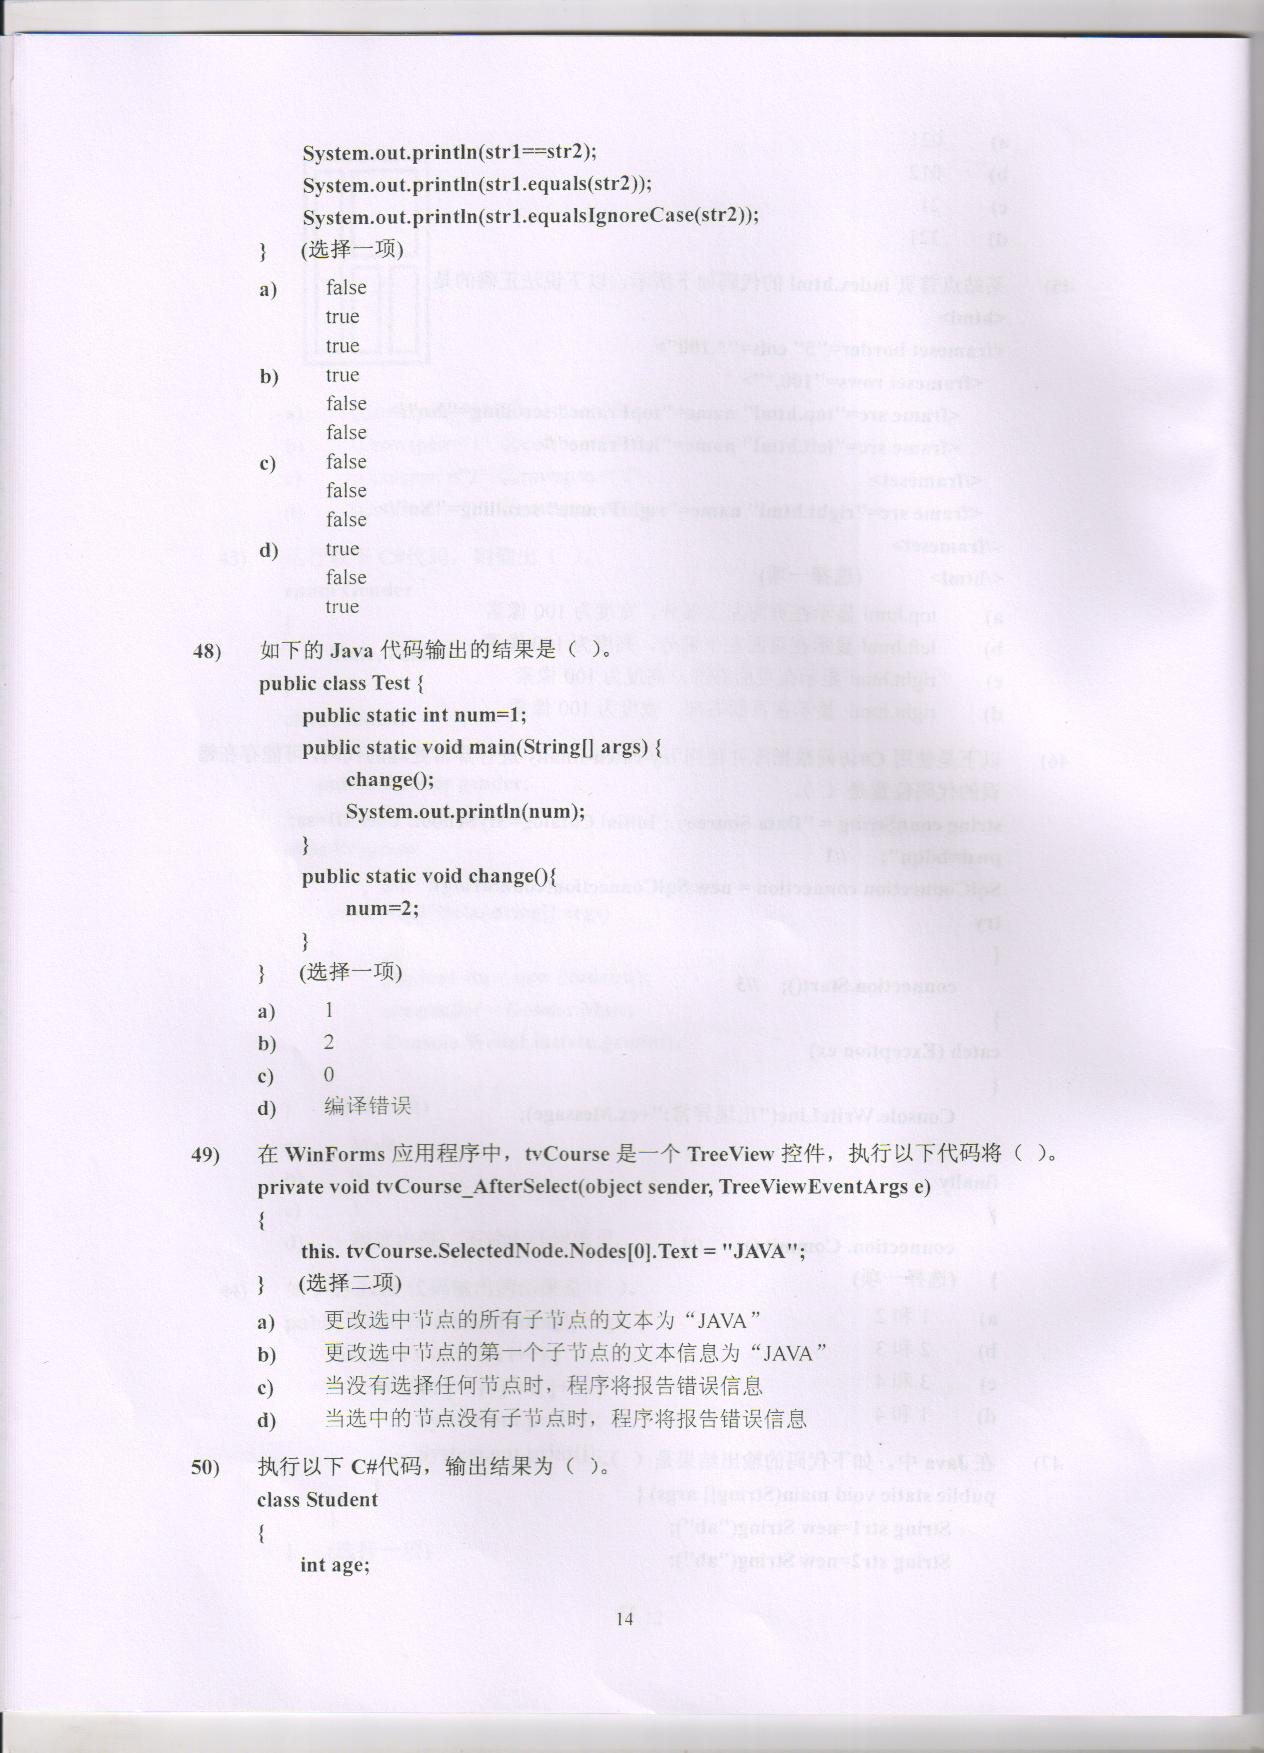 System.out.println(str1==str2);
System.out.println(str1.equals(str2));
System.out.println(str1.equalsIgnoreCase(str2));
} (选择一项)
a) false
true
true
b) true
false
false
c) false
false
false
d) true
false
true
48) 如下的 Java 代码输出的结果是（ ）。
public class Test {
public static int num=1;
public static void main(String[] args) {
change();
System.out.println(num);
}
public static void change(){
num=2;
}
} (选择一项)
a) 1
b) 2
c) 0
d) 编译错误
49) 在 WinForms 应用程序中，tvCourse 是一个 TreeView 控件，执行以下代码将（ ）。
private void tvCourse_AfterSelect(object sender, TreeViewEventArgs e)
{
this. tvCourse.SelectedNode.Nodes[0].Text = "JAVA";
} (选择二项)
a) 更改选中节点的所有子节点的文本为“JAVA”
b) 更改选中节点的第一个子节点的文本信息为“JAVA”
c) 当没有选择任何节点时，程序将报告错误信息
d) 当选中的节点没有子节点时，程序将报告错误信息
50) 执行以下 C#代码，输出结果为（ ）。
class Student
{
int age;
14